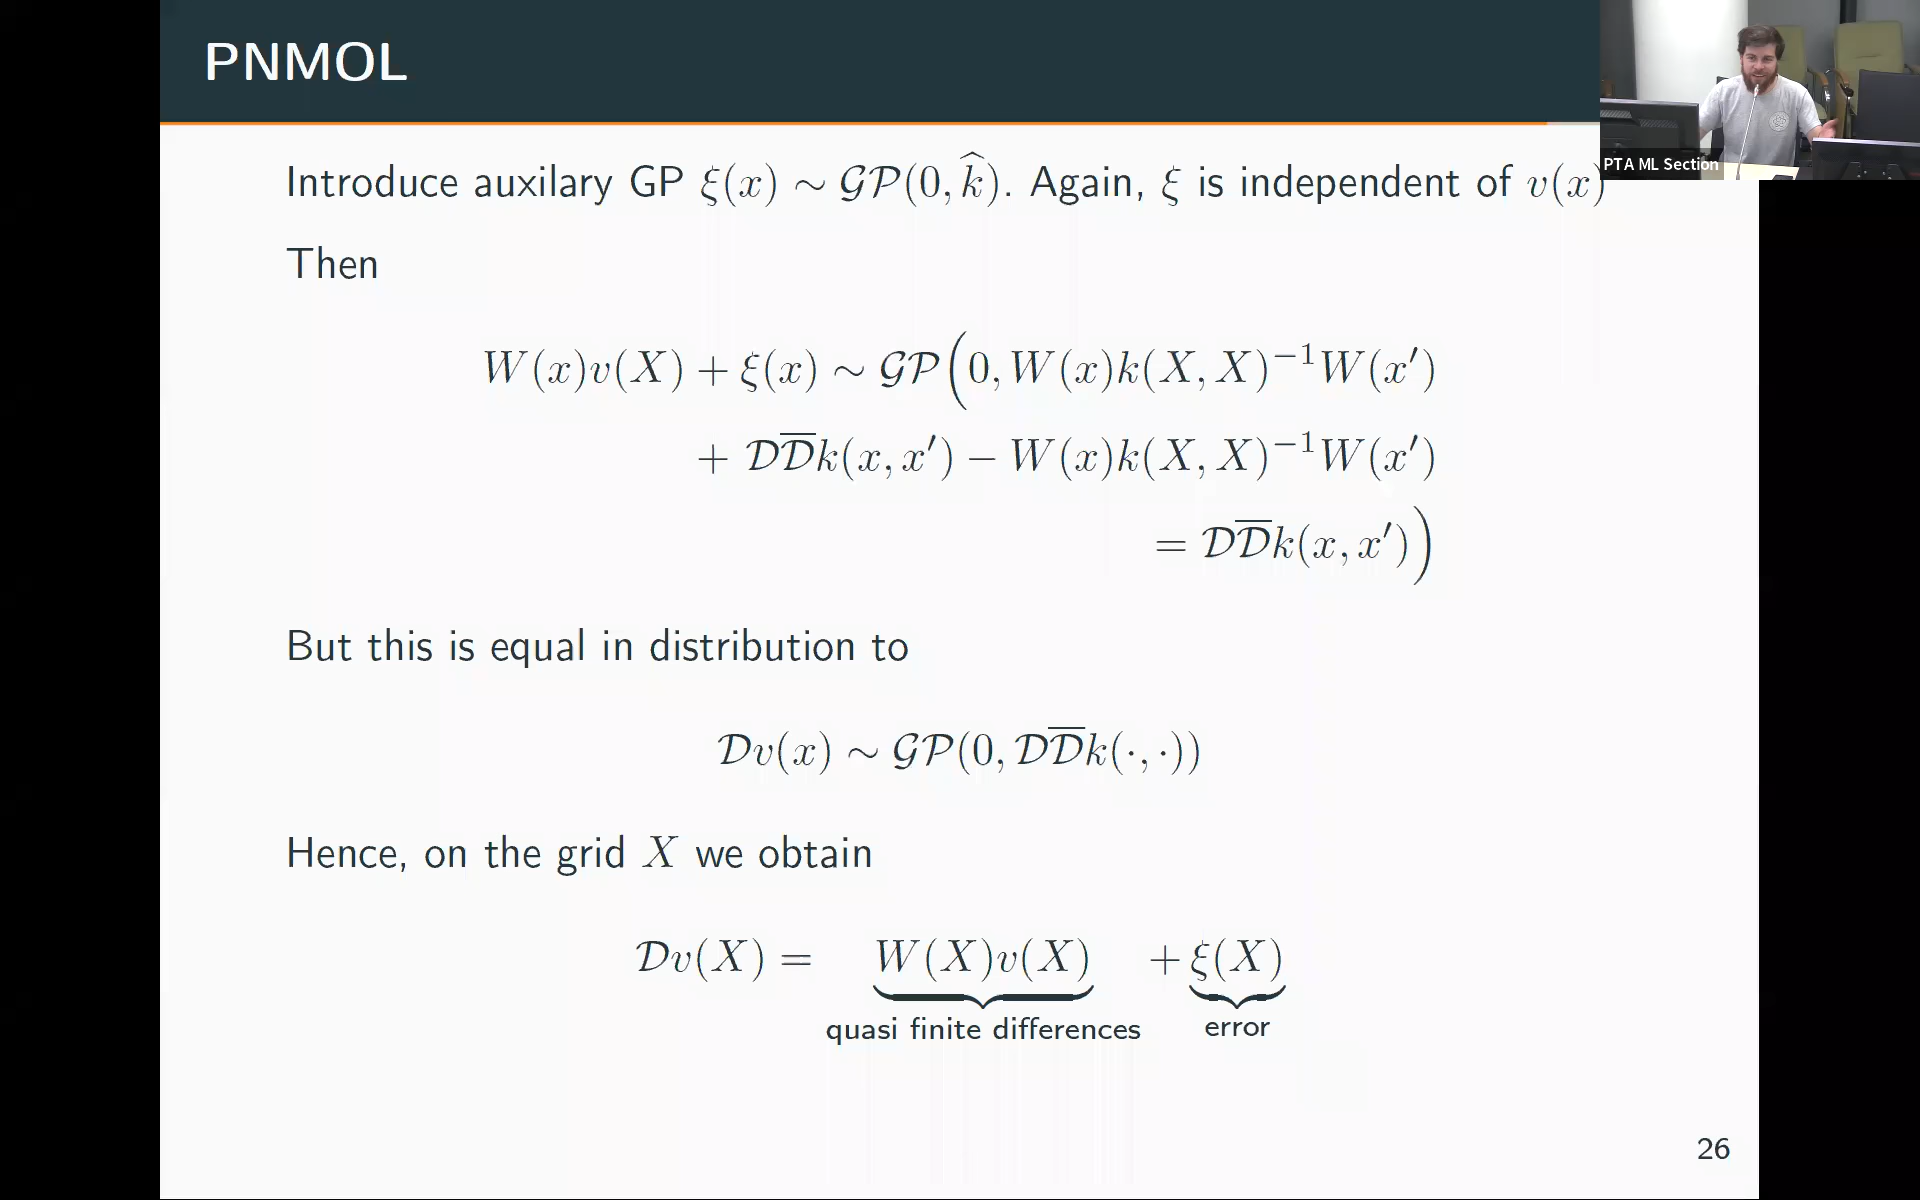 PNMOL
PTA ML Section
Introduce auxilary GP ξ(x) ∼ 𝒢𝒫(0, k̂). Again, ξ is independent of v(x)
Then
W(x)v(X) + ξ(x) ∼ 𝒢𝒫(0, W(x)k(X, X)⁻¹W(x′)
+ 𝒟𝒟̅k(x, x′) − W(x)k(X, X)⁻¹W(x′)
= 𝒟𝒟̅k(x, x′))
But this is equal in distribution to
𝒟v(x) ∼ 𝒢𝒫(0, 𝒟𝒟̅k(·, ·))
Hence, on the grid X we obtain
𝒟v(X) = W(X)v(X) + ξ(X)
quasi finite differences error
26